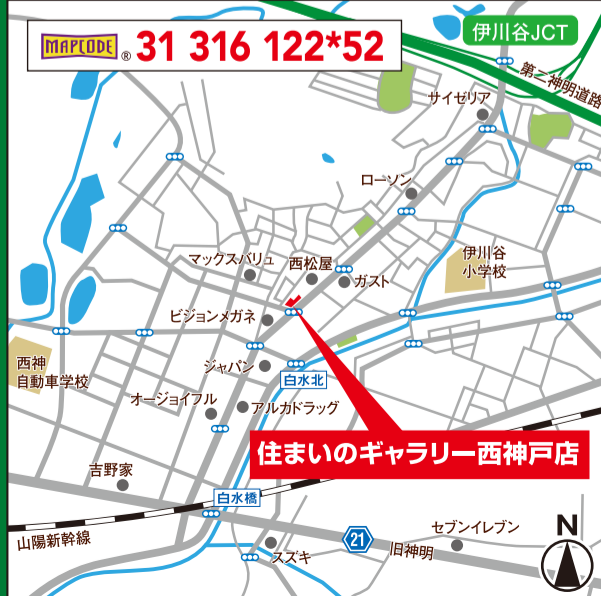 MAPCODE ® 31 316 122*52
伊川谷JCT
第二神明道路
サイゼリア
ローソン
伊川谷
小学校
マックスバリュ
西松屋
ガスト
ビジョンメガネ
ジャパン
西神
自動車学校
白水北
オージョイフル
アルカドラッグ
住まいのギャラリー西神戸店
吉野家
白水橋
山陽新幹線
21
旧神明
セブンイレブン
スズキ
N